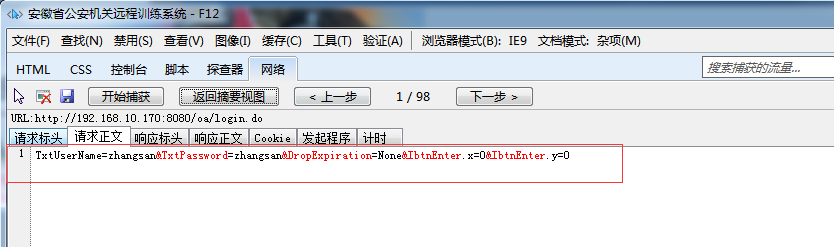 安徽省公安机关远程训练系统 - F12
文件(F) 查找(N) 禁用(S) 查看(V) 图像(I) 缓存(C) 工具(T) 验证(A) 浏览器模式(B): IE9 文档模式: 杂项(M)
HTML CSS 控制台 脚本 探查器 网络 搜索捕获的流量...
开始捕获 返回摘要视图 < 上一步 1 / 98 下一步 >
URL:http://192.168.10.170:8080/oa/login.do
请求标头 请求正文 响应标头 响应正文 Cookie 发起程序 计时
1 TxtUserName=zhangsan&TxtPassword=zhangsan&DropExpiration=None&IbtnEnter.x=0&IbtnEnter.y=0